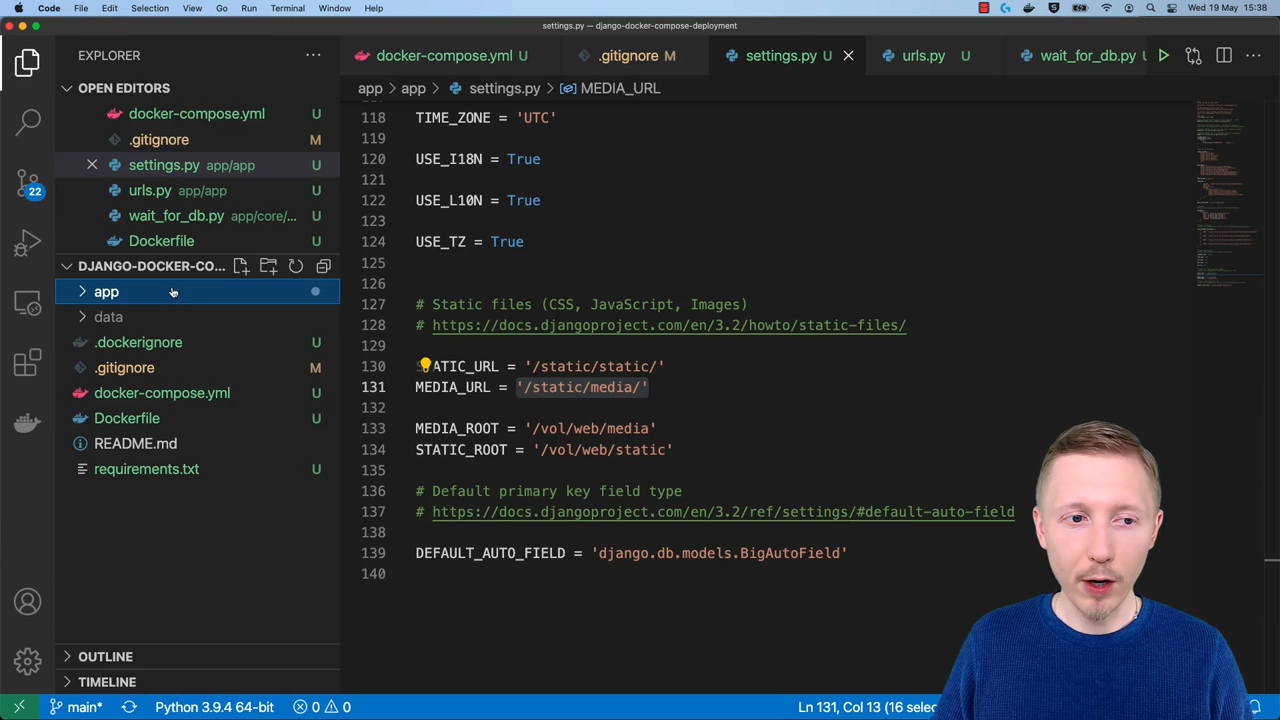 Code File Edit Selection View Go Run Terminal Window Help Wed 19 May 15:38
settings.py — django-docker-compose-deployment
EXPLORER
docker-compose.yml U
.gitignore M
settings.py U
urls.py U
wait_for_db.py U
app > app > settings.py > MEDIA_URL
OPEN EDITORS
docker-compose.yml U
.gitignore M
settings.py app/app U
urls.py app/app U
wait_for_db.py app/core/... U
Dockerfile U
DJANGO-DOCKER-CO...
app
data
.dockerignore U
.gitignore M
docker-compose.yml U
Dockerfile U
README.md
requirements.txt U
OUTLINE
TIMELINE
22
118 TIME_ZONE = 'UTC'
119
120 USE_I18N = True
121
122 USE_L10N = True
123
124 USE_TZ = True
125
126
127 # Static files (CSS, JavaScript, Images)
128 # https://docs.djangoproject.com/en/3.2/howto/static-files/
129
130 STATIC_URL = '/static/static/'
131 MEDIA_URL = '/static/media/'
132
133 MEDIA_ROOT = '/vol/web/media'
134 STATIC_ROOT = '/vol/web/static'
135
136 # Default primary key field type
137 # https://docs.djangoproject.com/en/3.2/ref/settings/#default-auto-field
138
139 DEFAULT_AUTO_FIELD = 'django.db.models.BigAutoField'
140
main* Python 3.9.4 64-bit 0 0 Ln 131, Col 13 (16 selec